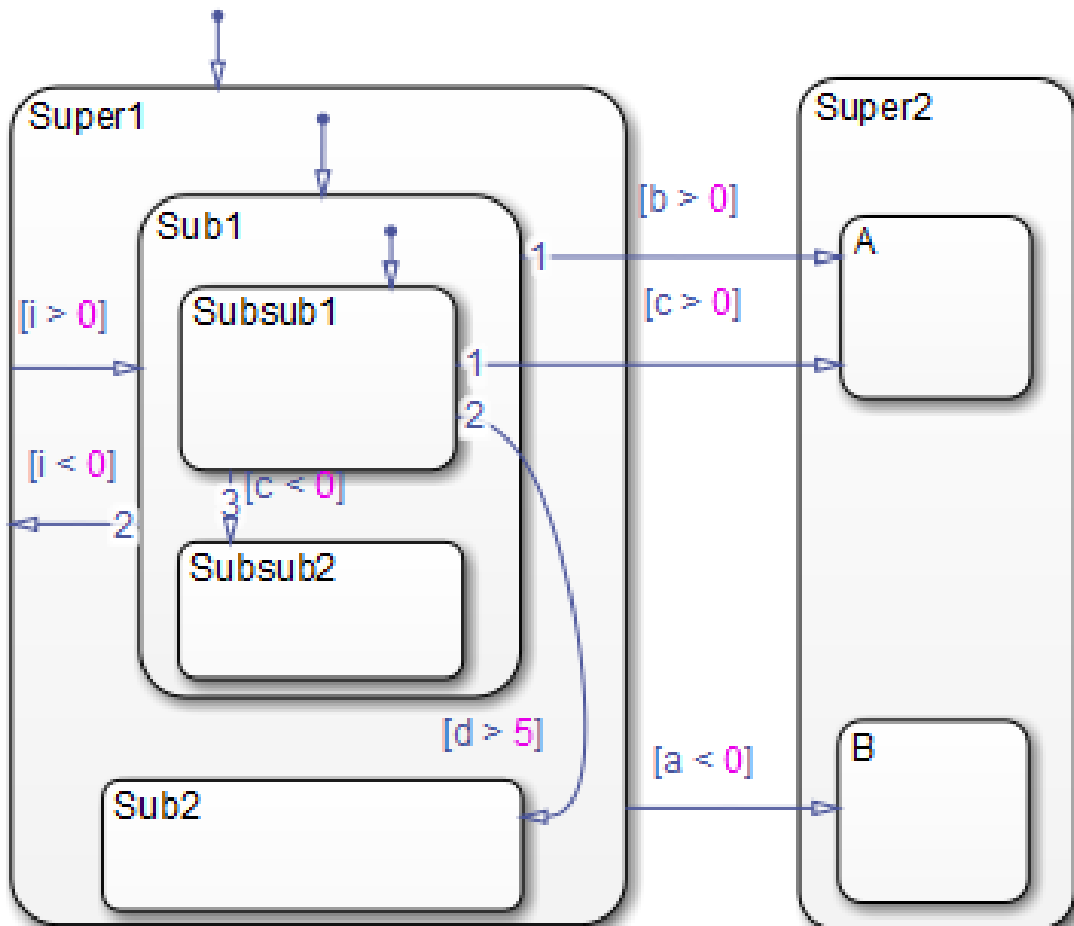 Super1
Super2
Sub1
[b > 0]
A
1
[i > 0]
Subsub1
[c > 0]
1
2
[i < 0]
3
[c < 0]
2
Subsub2
[d > 5]
[a < 0]
B
Sub2